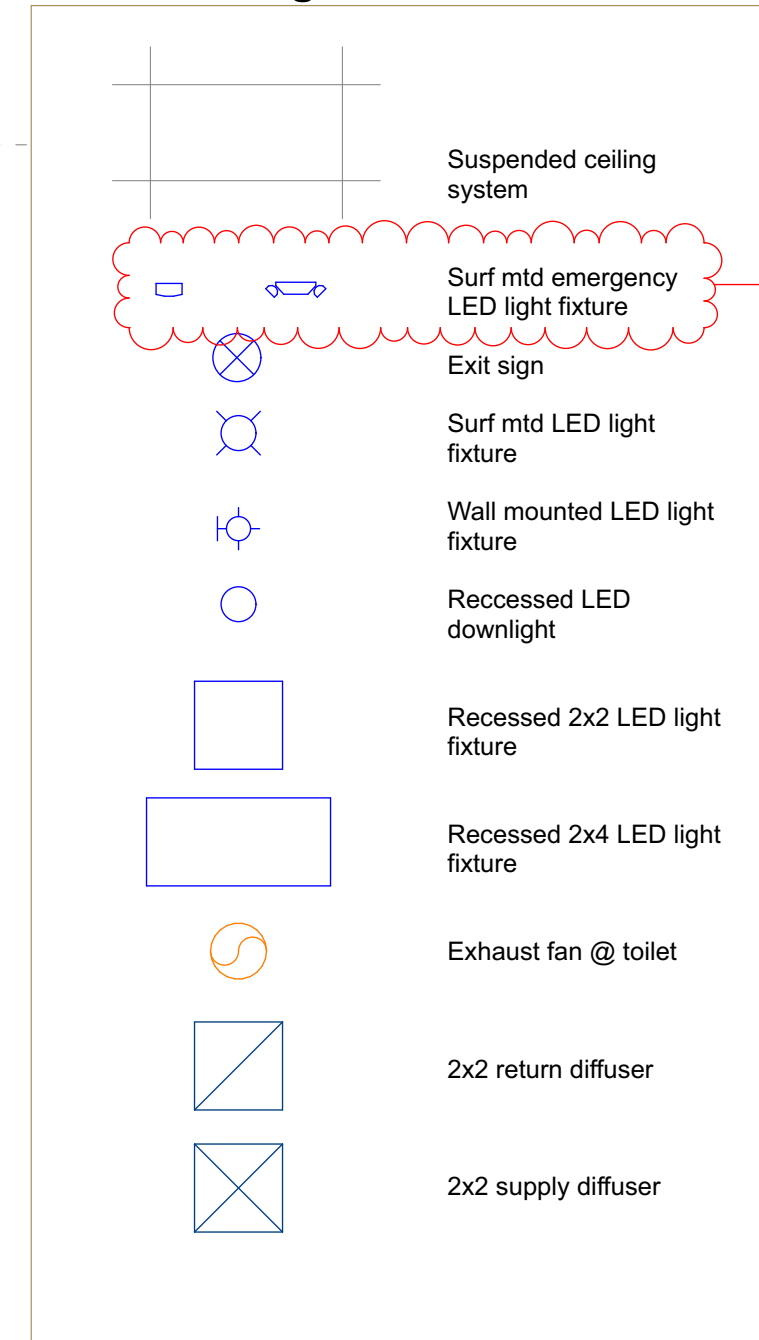 Suspended ceiling
system
Surf mtd emergency
LED light fixture
Exit sign
Surf mtd LED light
fixture
Wall mounted LED light
fixture
Reccessed LED
downlight
Recessed 2x2 LED light
fixture
Recessed 2x4 LED light
fixture
Exhaust fan @ toilet
2x2 return diffuser
2x2 supply diffuser